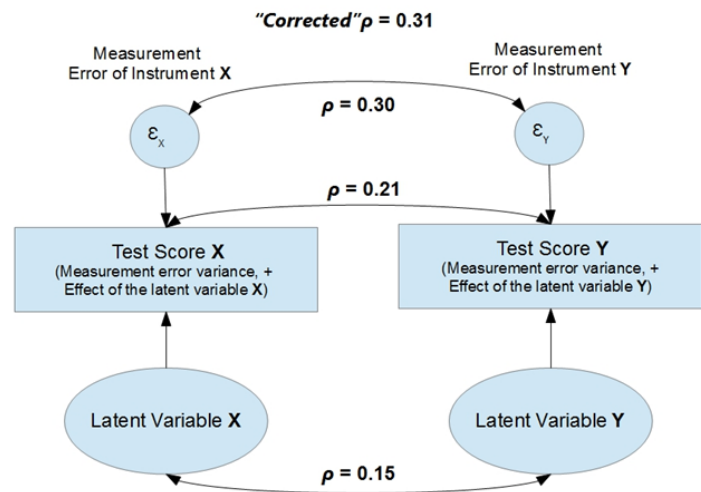 “Corrected”ρ = 0.31
Measurement
Error of Instrument X
Measurement
Error of Instrument Y
ρ = 0.30
εX
εY
ρ = 0.21
Test Score X
(Measurement error variance, +
Effect of the latent variable X)
Test Score Y
(Measurement error variance, +
Effect of the latent variable Y)
Latent Variable X
Latent Variable Y
ρ = 0.15